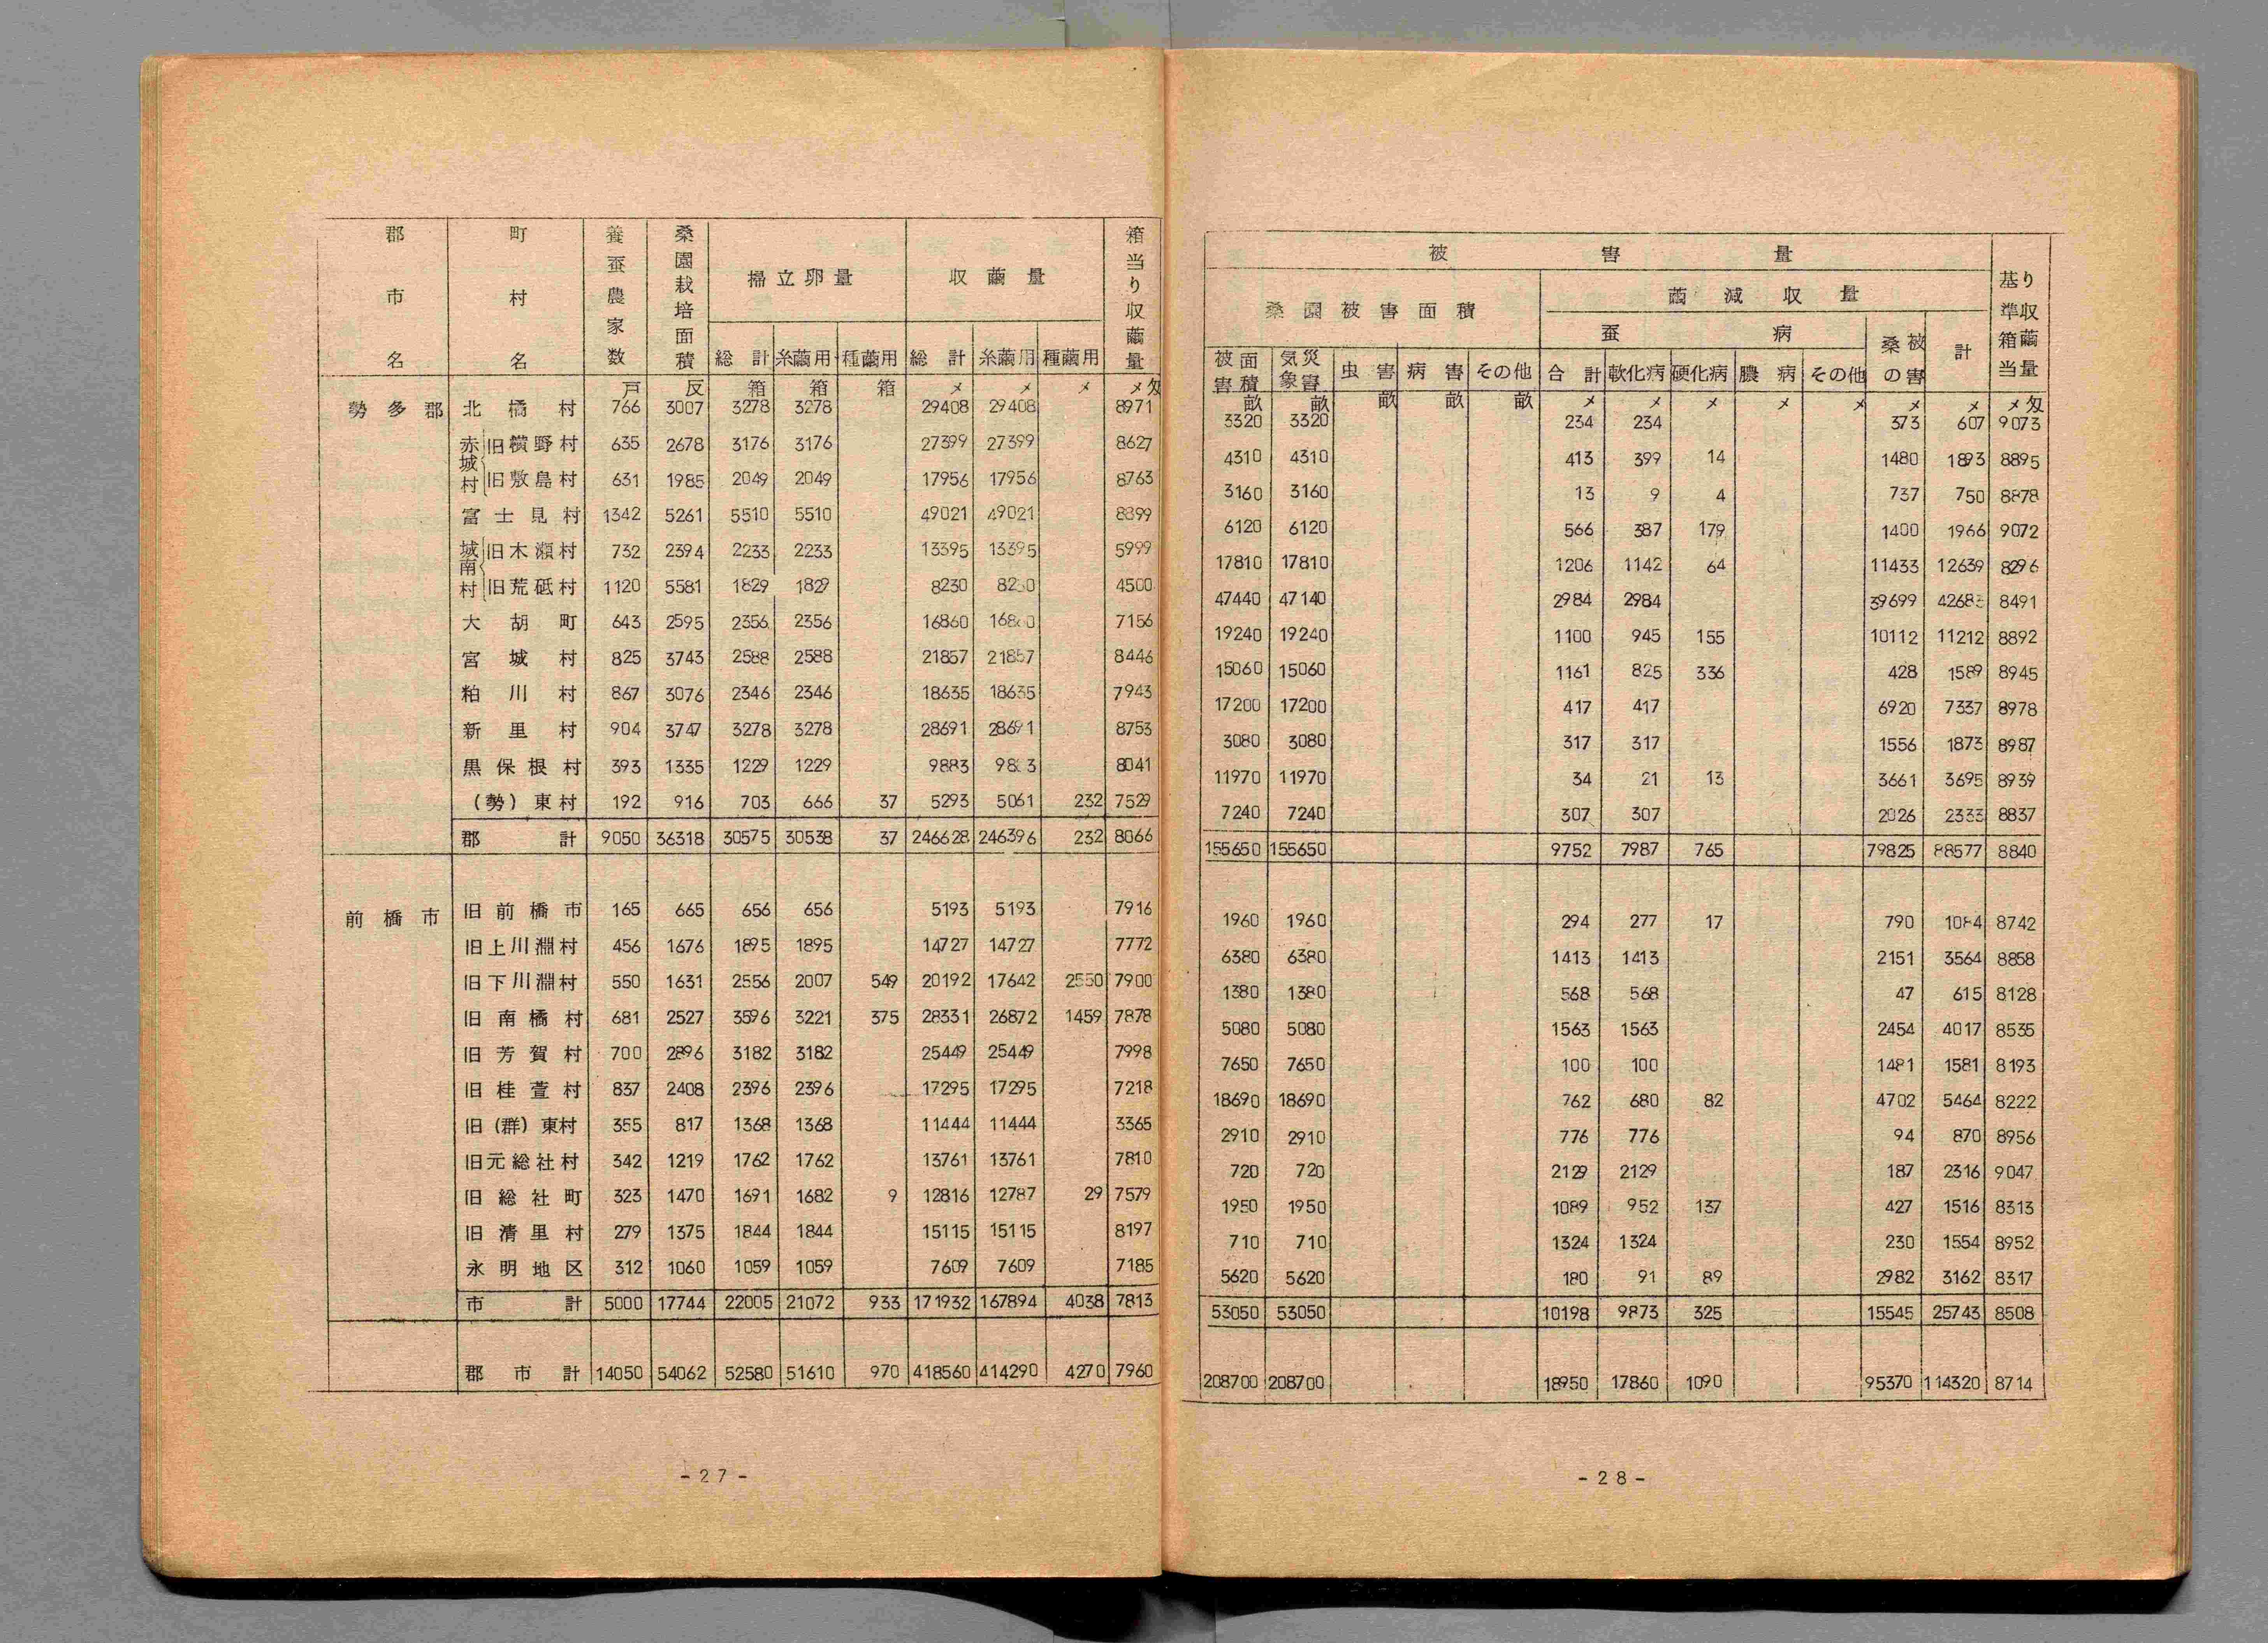 郡市名 町村名 養蚕農家数 桑園栽培面積 掃立卵量 収繭量 箱当り収繭量
総計 糸繭用 種繭用 総計 糸繭用 種繭用
戸 反 箱 箱 箱 〆 〆 〆 〆匁
勢多郡 北橘村 766 3007 3278 3278 29408 29408 8971
赤城村 旧横野村 635 2678 3176 3176 27399 27399 8627
旧敷島村 631 1985 2049 2049 17956 17956 8763
富士見村 1342 5261 5510 5510 49021 49021 8899
城南村 旧木瀬村 732 2394 2233 2233 13395 13395 5999
旧荒砥村 1120 5581 1829 1829 8230 4500
大胡町 643 2595 2356 2356 16860 7156
宮城村 825 3743 2588 2588 21857 21857 8446
粕川村 867 3076 2346 2346 18635 18635 7943
新里村 904 3747 3278 3278 28691 28691 8753
黒保根村 393 1335 1229 1229 9883 8041
(勢)東村 192 916 703 666 37 5293 5061 232 7529
郡計 9050 36318 30575 30538 37 246628 246396 232 8066
前橋市 旧前橋市 165 665 656 656 5193 5193 7916
旧上川淵村 456 1676 1895 1895 14727 14727 7772
旧下川淵村 550 1631 2556 2007 549 20192 17642 2550 7900
旧南橘村 681 2527 3596 3221 375 28331 26872 1459 7878
旧芳賀村 700 2896 3182 3182 25449 25449 7998
旧桂萱村 837 2408 2396 2396 17295 17295 7218
旧(群)東村 355 817 1368 1368 11444 11444 3365
旧元総社村 342 1219 1762 1762 13761 13761 7810
旧総社町 323 1470 1691 1682 9 12816 12787 29 7579
旧清里村 279 1375 1844 1844 15115 15115 8197
永明地区 312 1060 1059 1059 7609 7609 7185
市計 5000 17744 22005 21072 933 171932 167894 4038 7813
郡市計 14050 54062 52580 51610 970 418560 414290 4270 7960
-27-
被害量 基準箱当り収繭量
桑園被害面積 繭減収量
蚕病 桑の被害 計
被害面積 気象災害 虫害 病害 その他 合計 軟化病 硬化病 膿病 その他
畝 畝 畝 畝 畝 〆 〆 〆 〆 〆 〆 〆 〆匁
3320 3320 234 234 373 607 9073
4310 4310 413 399 14 1480 1893 8895
3160 3160 13 9 4 737 750 8878
6120 6120 566 387 179 1400 1966 9072
17810 17810 1206 1142 64 11433 12639 8296
47440 47140 2984 2984 39699 42683 8491
19240 19240 1100 945 155 10112 11212 8892
15060 15060 1161 825 336 428 1589 8945
17200 17200 417 417 6920 7337 8978
3080 3080 317 317 1556 1873 8987
11970 11970 34 21 13 3661 3695 8939
7240 7240 307 307 2026 2333 8837
155650 155650 9752 7987 765 79825 88577 8840
1960 1960 294 277 17 790 1084 8742
6380 6380 1413 1413 2151 3564 8858
1380 1380 568 568 47 615 8128
5080 5080 1563 1563 2454 4017 8535
7650 7650 100 100 1481 1581 8193
18690 18690 762 680 82 4702 5464 8222
2910 2910 776 776 94 870 8956
720 720 2129 2129 187 2316 9047
1950 1950 1089 952 137 427 1516 8313
710 710 1324 1324 230 1554 8952
5620 5620 180 91 89 2982 3162 8317
53050 53050 10198 9873 325 15545 25743 8508
208700 208700 18950 17860 1090 95370 114320 8714
-28-